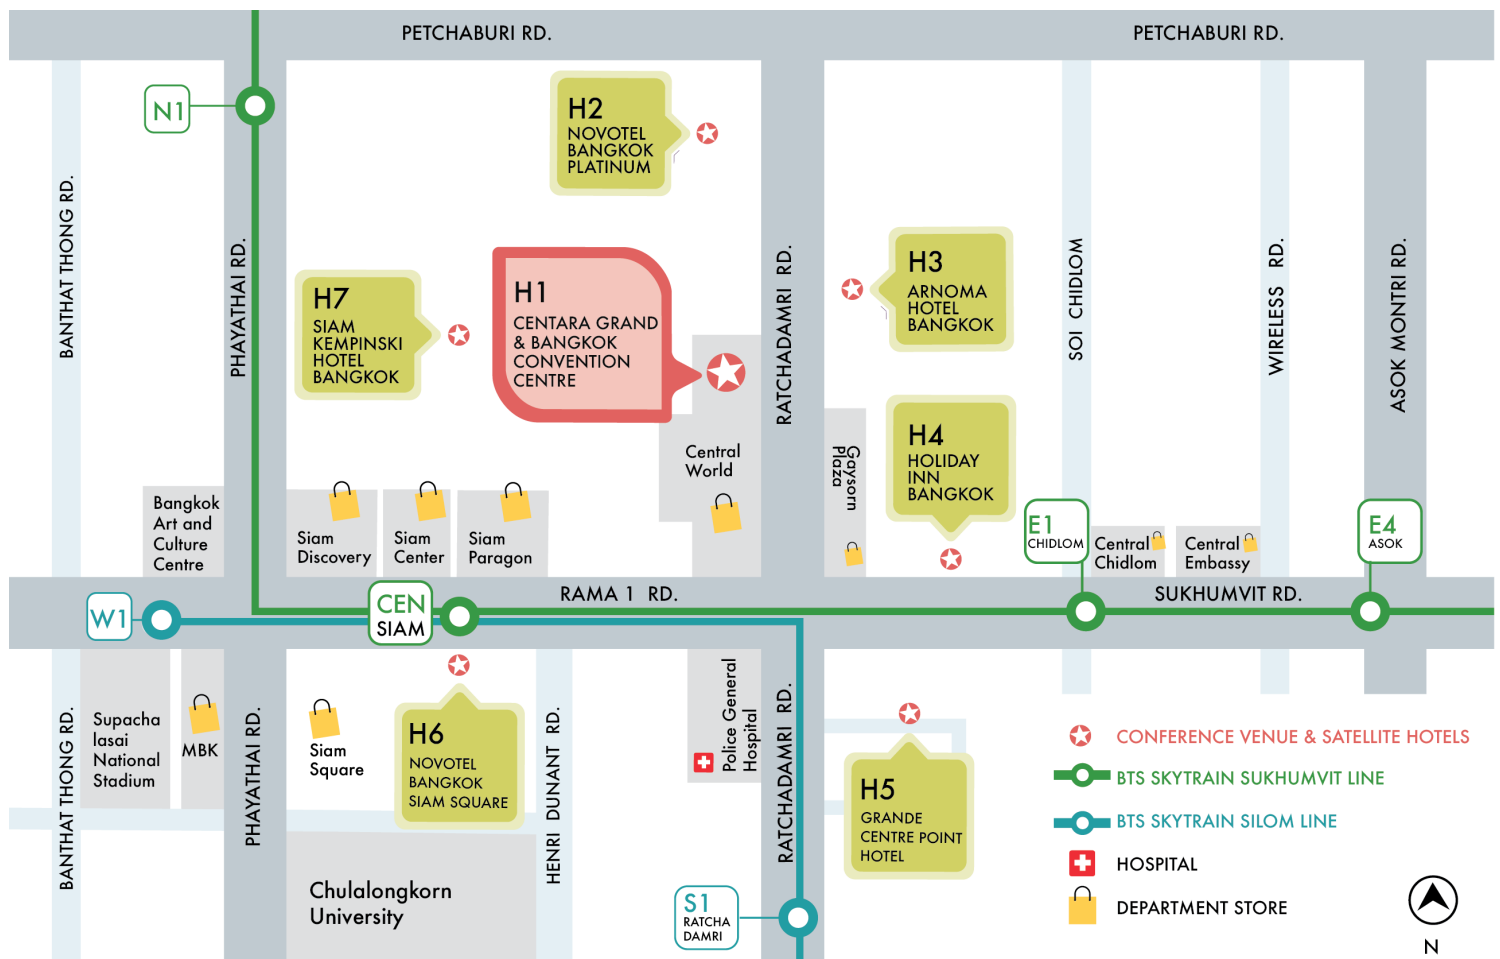 PETCHABURI RD.
PETCHABURI RD.
N1
H2
NOVOTEL
BANGKOK
PLATINUM
BANTHAT THONG RD.
PHAYATHAI RD.
RATCHADAMRI RD.
SOI CHIDLOM
WIRELESS RD.
ASOK MONTRI RD.
H3
ARNOMA
HOTEL
BANGKOK
H7
SIAM
KEMPINSKI
HOTEL
BANGKOK
H1
CENTARA GRAND
& BANGKOK
CONVENTION
CENTRE
H4
HOLIDAY
INN
BANGKOK
Central
World
Gaysorn
Plaza
Bangkok
Art and
Culture
Centre
Siam
Discovery
Siam
Center
Siam
Paragon
E1
CHIDLOM
Central
Chidlom
Central
Embassy
E4
ASOK
RAMA 1 RD.
SUKHUMVIT RD.
W1
CEN
SIAM
BANTHAT THONG RD.
Supacha
lasai
National
Stadium
MBK
PHAYATHAI RD.
Siam
Square
H6
NOVOTEL
BANGKOK
SIAM SQUARE
HENRI DUNANT RD.
Police General
Hospital
RATCHADAMRI RD.
H5
GRANDE
CENTRE POINT
HOTEL
Chulalongkorn
University
S1
RATCHA
DAMRI
CONFERENCE VENUE & SATELLITE HOTELS
BTS SKYTRAIN SUKHUMVIT LINE
BTS SKYTRAIN SILOM LINE
HOSPITAL
DEPARTMENT STORE
N